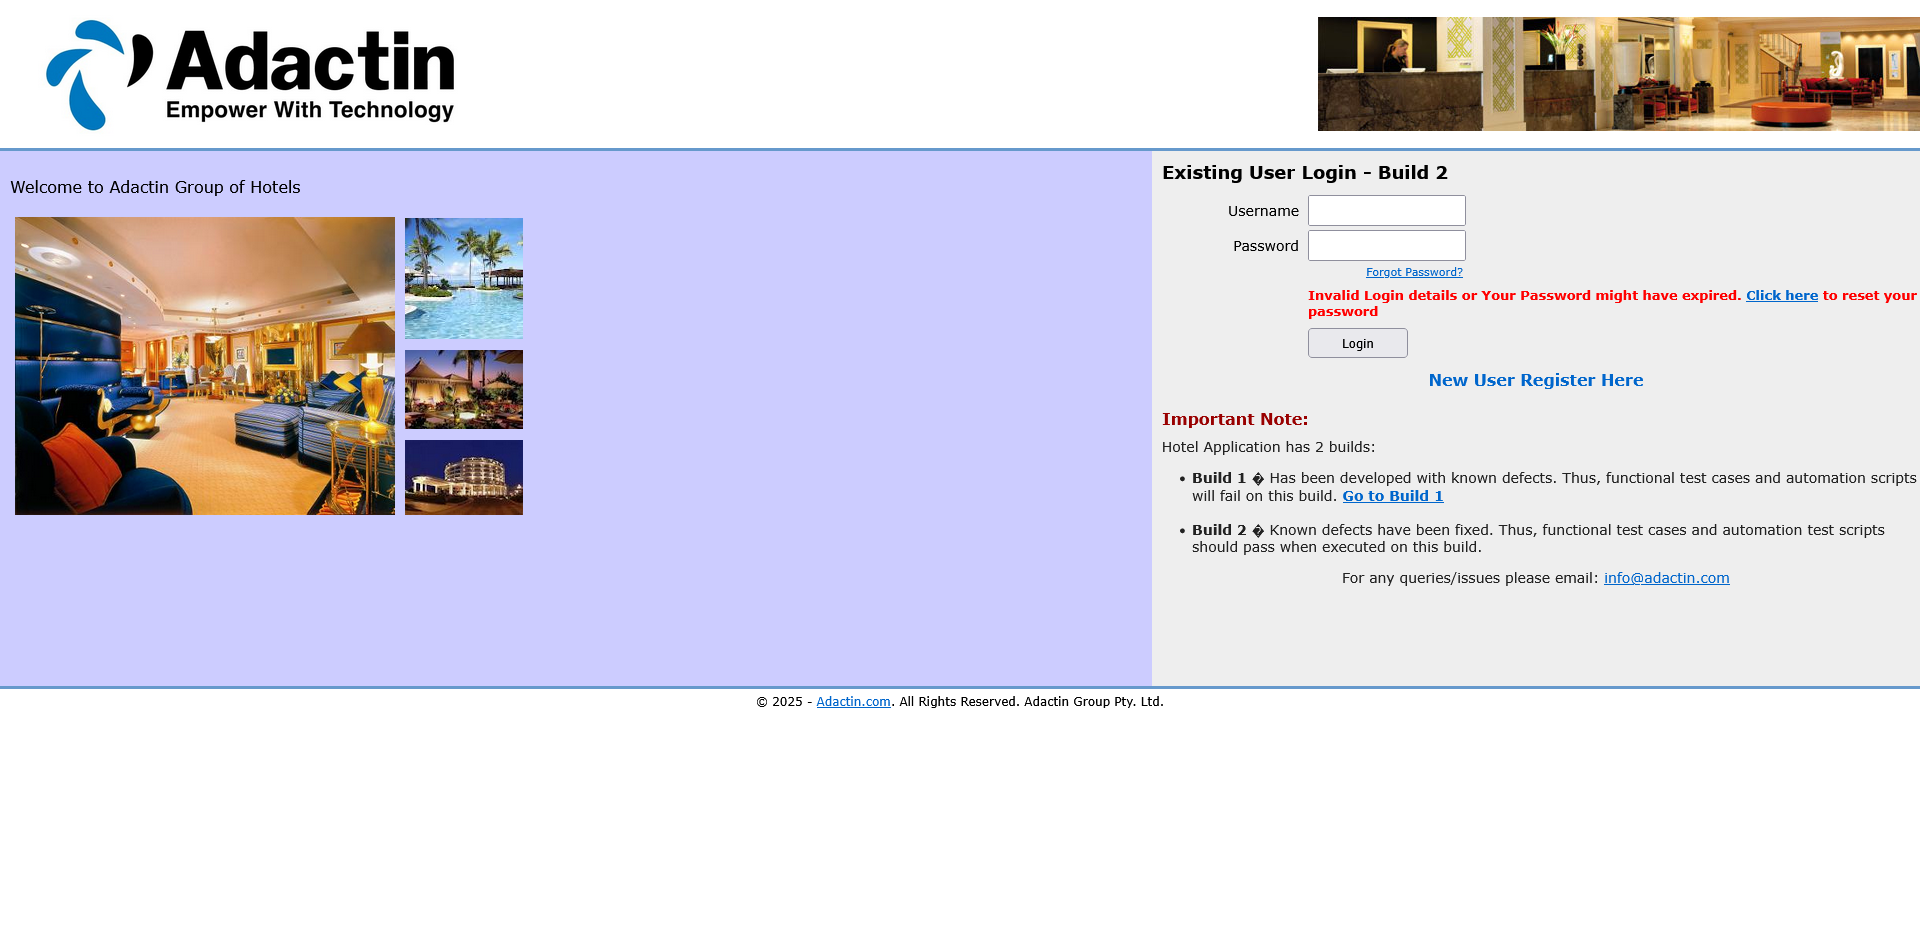 Adactin
Empower With Technology
Welcome to Adactin Group of Hotels
Existing User Login - Build 2
Username
Password
Forgot Password?
Invalid Login details or Your Password might have expired. Click here to reset your
password
Login
New User Register Here
Important Note:
Hotel Application has 2 builds:
• Build 1 � Has been developed with known defects. Thus, functional test cases and automation scripts
will fail on this build. Go to Build 1
• Build 2 � Known defects have been fixed. Thus, functional test cases and automation test scripts
should pass when executed on this build.
For any queries/issues please email: info@adactin.com
© 2025 - Adactin.com. All Rights Reserved. Adactin Group Pty. Ltd.